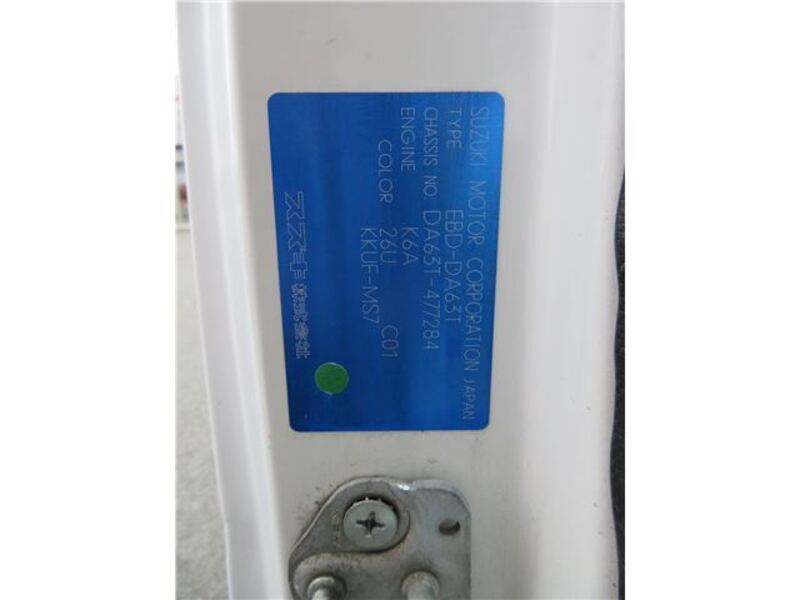 SUZUKI MOTOR CORPORATION JAPAN
TYPE EBD-DA63T
CHASSIS NO. DA63T-477284
ENGINE K6A
COLOR 26U C01
KKUF-MS7
スズキ株式会社